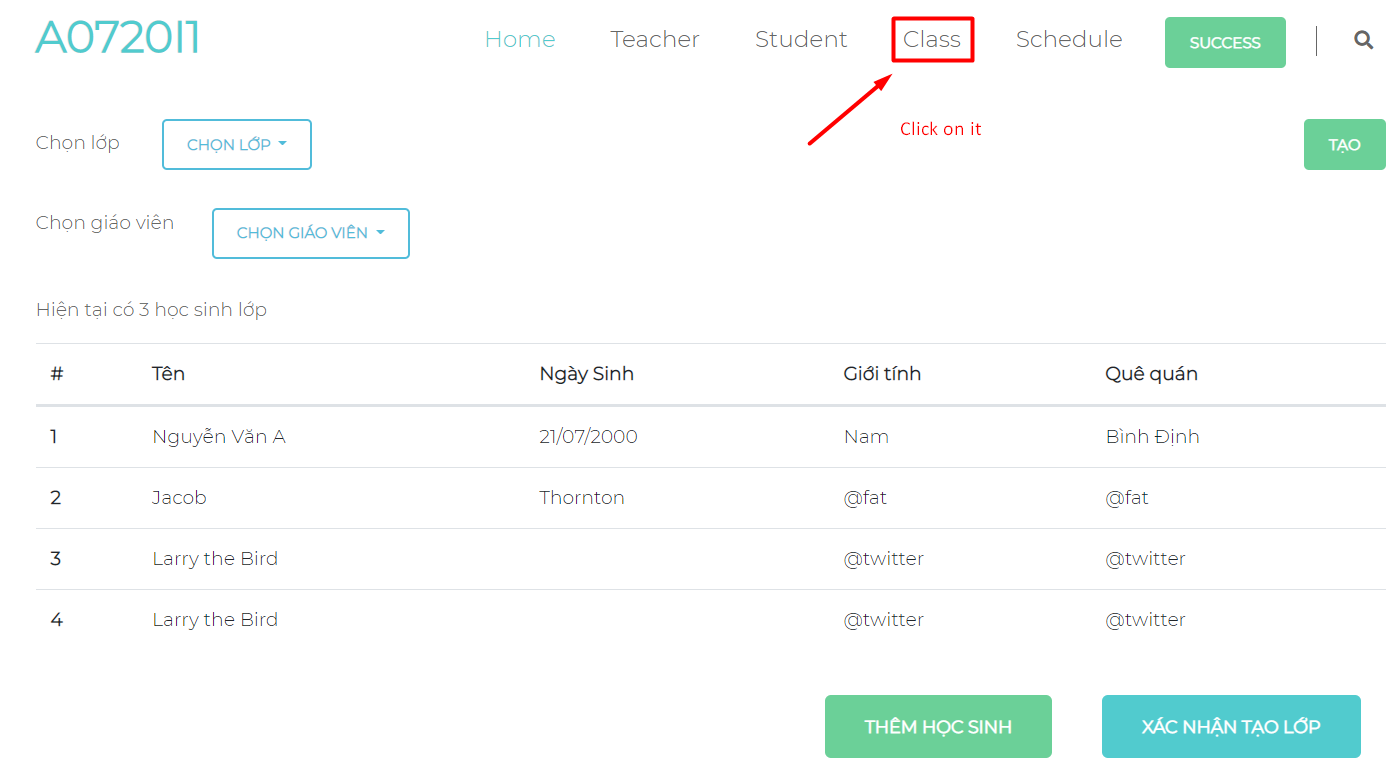 A0720I1 Home Teacher Student Class Schedule SUCCESS
Click on it
Chọn lớp CHỌN LỚP TẠO
Chọn giáo viên CHỌN GIÁO VIÊN
Hiện tại có 3 học sinh lớp
# Tên Ngày Sinh Giới tính Quê quán
1 Nguyễn Văn A 21/07/2000 Nam Bình Định
2 Jacob Thornton @fat @fat
3 Larry the Bird @twitter @twitter
4 Larry the Bird @twitter @twitter
THÊM HỌC SINH XÁC NHẬN TẠO LỚP